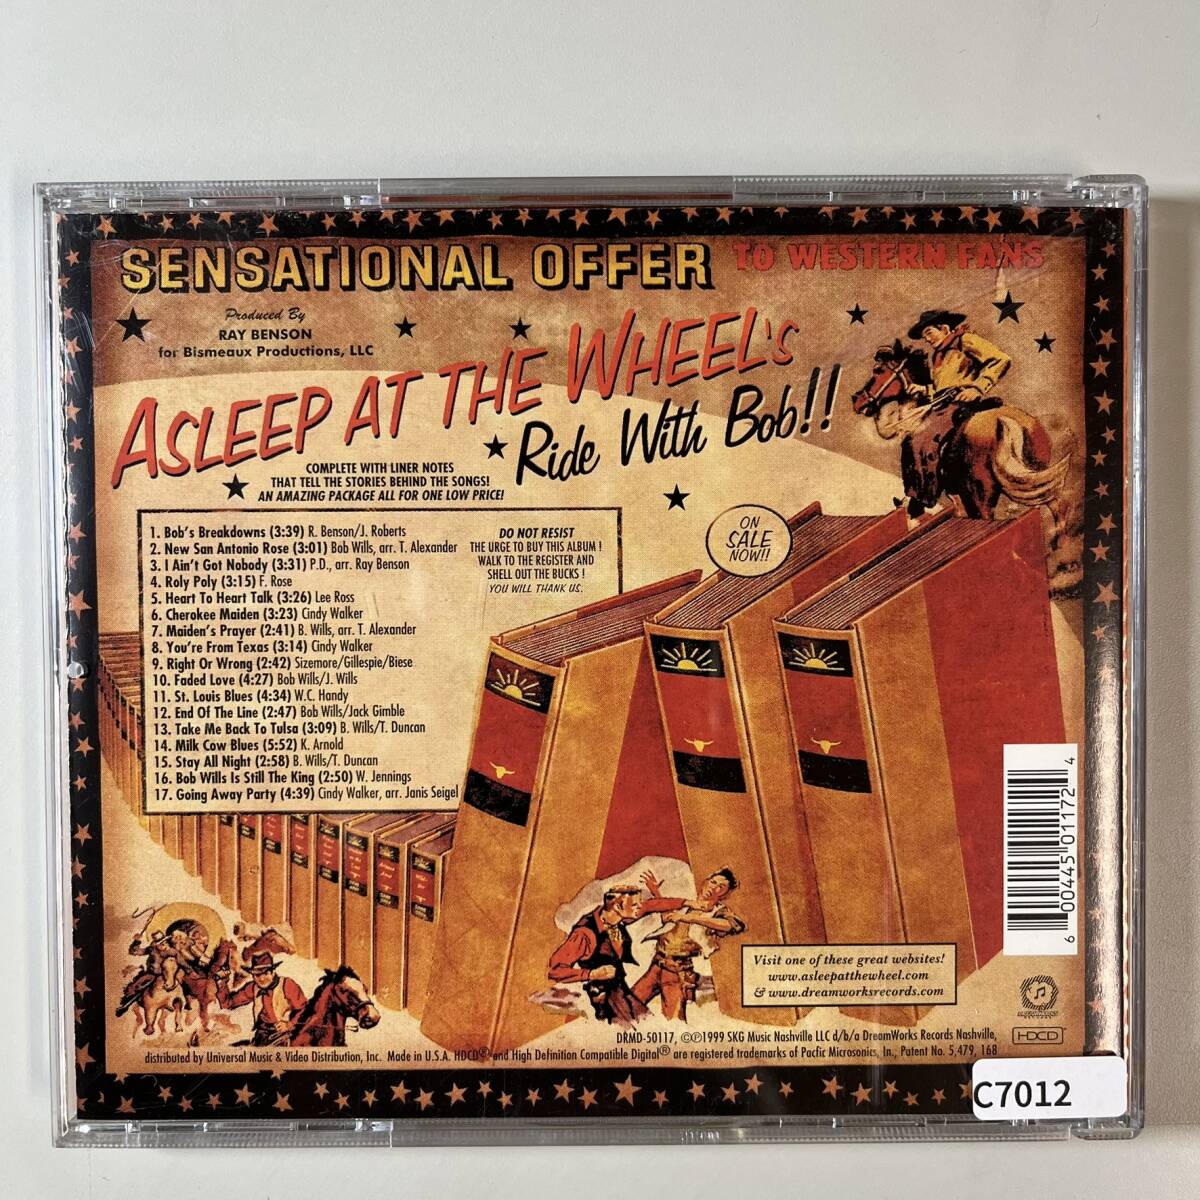 SENSATIONAL OFFER TO WESTERN FANS
Produced By
RAY BENSON
for Bismeaux Productions, LLC
ASLEEP AT THE WHEEL'S
Ride With Bob!!
COMPLETE WITH LINER NOTES
THAT TELL THE STORIES BEHIND THE SONGS!
AN AMAZING PACKAGE ALL FOR ONE LOW PRICE!
1. Bob's Breakdowns (3:39) R. Benson/J. Roberts
2. New San Antonio Rose (3:01) Bob Wills, arr. T. Alexander
3. I Ain't Got Nobody (3:31) P.D., arr. Ray Benson
4. Roly Poly (3:15) F. Rose
5. Heart To Heart Talk (3:26) Lee Ross
6. Cherokee Maiden (3:23) Cindy Walker
7. Maiden's Prayer (2:41) B. Wills, arr. T. Alexander
8. You're From Texas (3:14) Cindy Walker
9. Right Or Wrong (2:42) Sizemore/Gillespie/Biese
10. Faded Love (4:27) Bob Wills/J. Wills
11. St. Louis Blues (4:34) W.C. Handy
12. End Of The Line (2:47) Bob Wills/Jack Gimble
13. Take Me Back To Tulsa (3:09) B. Wills/T. Duncan
14. Milk Cow Blues (5:52) K. Arnold
15. Stay All Night (2:58) B. Wills/T. Duncan
16. Bob Wills Is Still The King (2:50) W. Jennings
17. Going Away Party (4:39) Cindy Walker, arr. Janis Seigel
DO NOT RESIST
THE URGE TO BUY THIS ALBUM !
WALK TO THE REGISTER AND
SHELL OUT THE BUCKS !
YOU WILL THANK US.
ON
SALE
NOW!!
6 00445 01172 4
Visit one of these great websites!
www.asleepatthewheel.com
& www.dreamworksrecords.com
DRMD-50117, ©℗1999 SKG Music Nashville LLC d/b/a DreamWorks Records Nashville,
distributed by Universal Music & Video Distribution, Inc. Made in U.S.A. HDCD® and High Definition Compatible Digital® are registered trademarks of Pacfic Microsonics, Inc., Patent No. 5,479, 168
HDCD
C7012